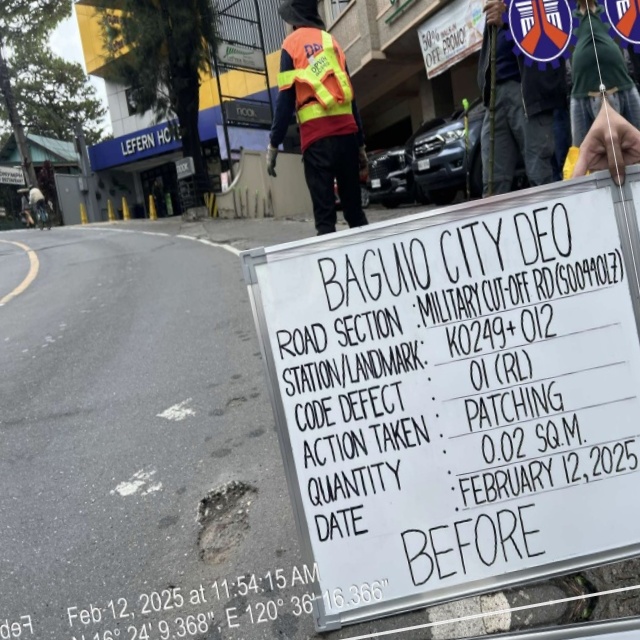 LEFERN HO
50%
OFF PROMO!
BAGUIO CITY DEO
ROAD SECTION : MILITARY CUT-OFF RD (S00440LZ)
STATION/LANDMARK: K0249+012
CODE DEFECT : 01 (RL)
ACTION TAKEN : PATCHING
QUANTITY : 0.02 SQ.M.
DATE : FEBRUARY 12, 2025
BEFORE
Feb 12, 2025 at 11:54:15 AM
N 16° 24' 9.368", E 120° 36' 16.366"